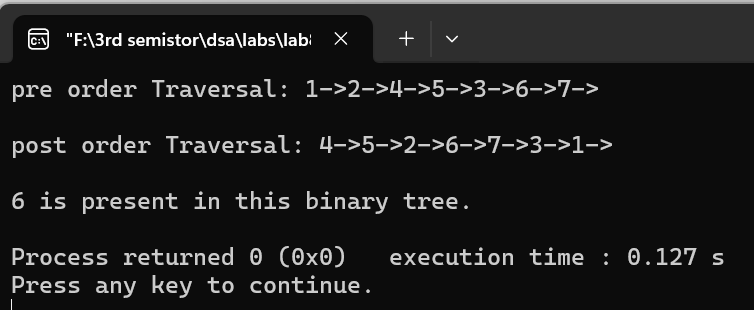 "F:\3rd semistor\dsa\labs\lab
pre order Traversal: 1->2->4->5->3->6->7->
post order Traversal: 4->5->2->6->7->3->1->
6 is present in this binary tree.
Process returned 0 (0x0)   execution time : 0.127 s
Press any key to continue.